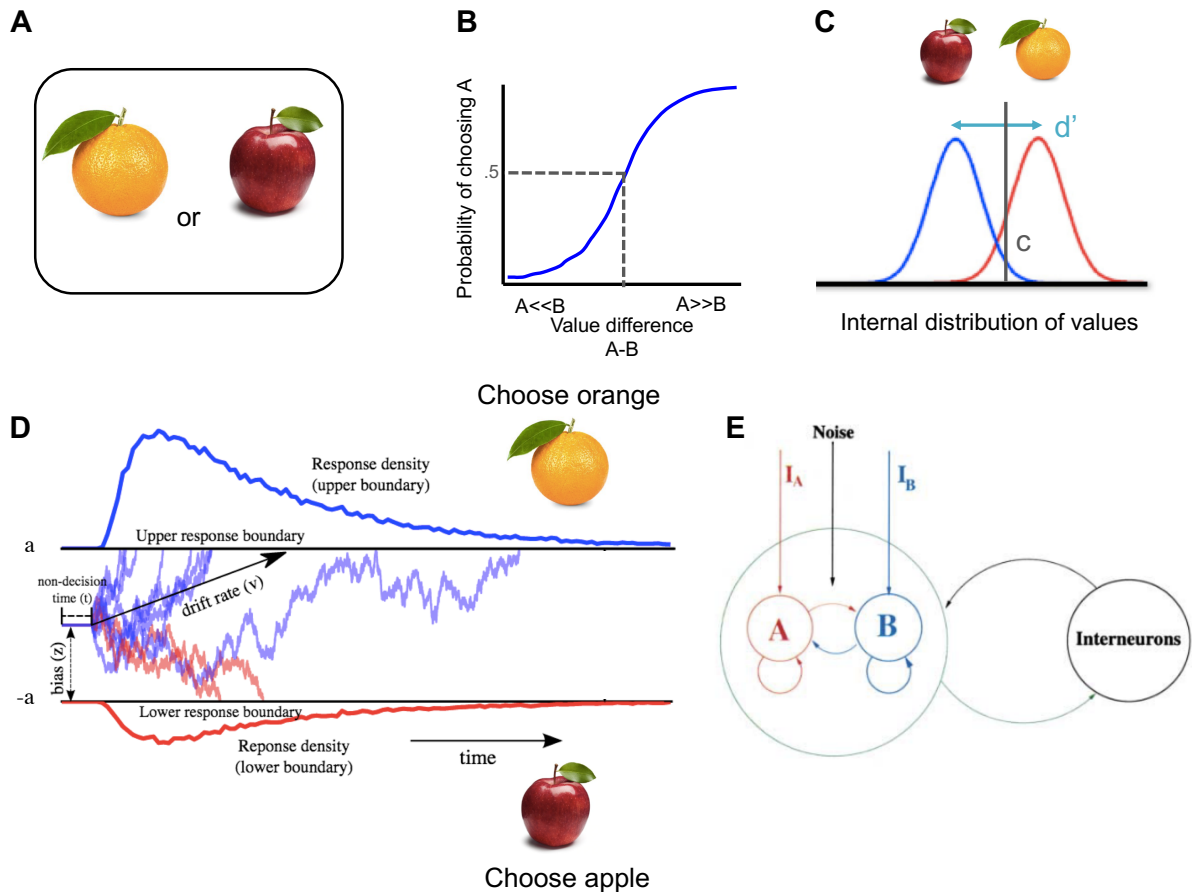 A
or
B
Probability of choosing A
.5
A<<B
A>>B
Value difference
A-B
C
d’
c
Internal distribution of values
Choose orange
D
Response density
(upper boundary)
a
Upper response boundary
non-decision
time (t)
drift rate (v)
bias (z)
-a
Lower response boundary
Reponse density
(lower boundary)
time
Choose apple
E
Noise
I_A
I_B
A
B
Interneurons